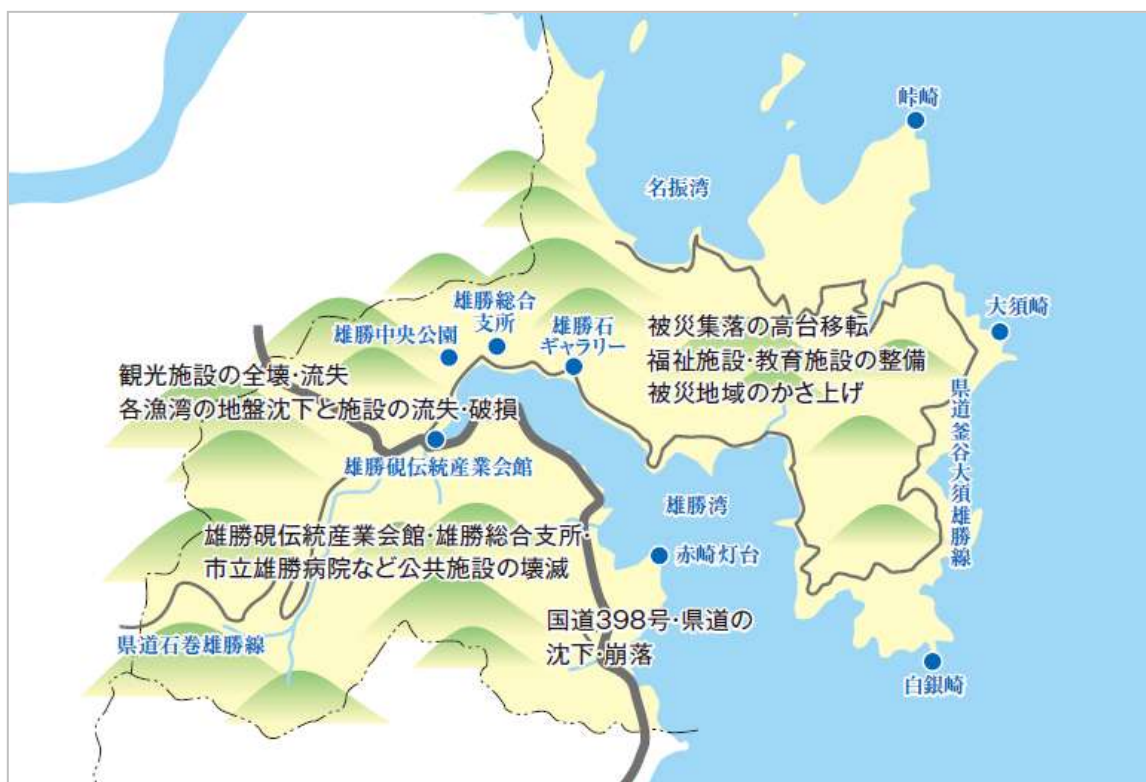 峠崎
名振湾
大須崎
雄勝総合
支所
雄勝中央公園
雄勝石
ギャラリー
被災集落の高台移転
福祉施設・教育施設の整備
被災地域のかさ上げ
観光施設の全壊・流失
各漁湾の地盤沈下と施設の流失・破損
県道釜谷大須雄勝線
雄勝硯伝統産業会館
雄勝湾
雄勝硯伝統産業会館・雄勝総合支所・
市立雄勝病院など公共施設の壊滅
赤崎灯台
国道398号・県道の
沈下・崩落
県道石巻雄勝線
白銀崎